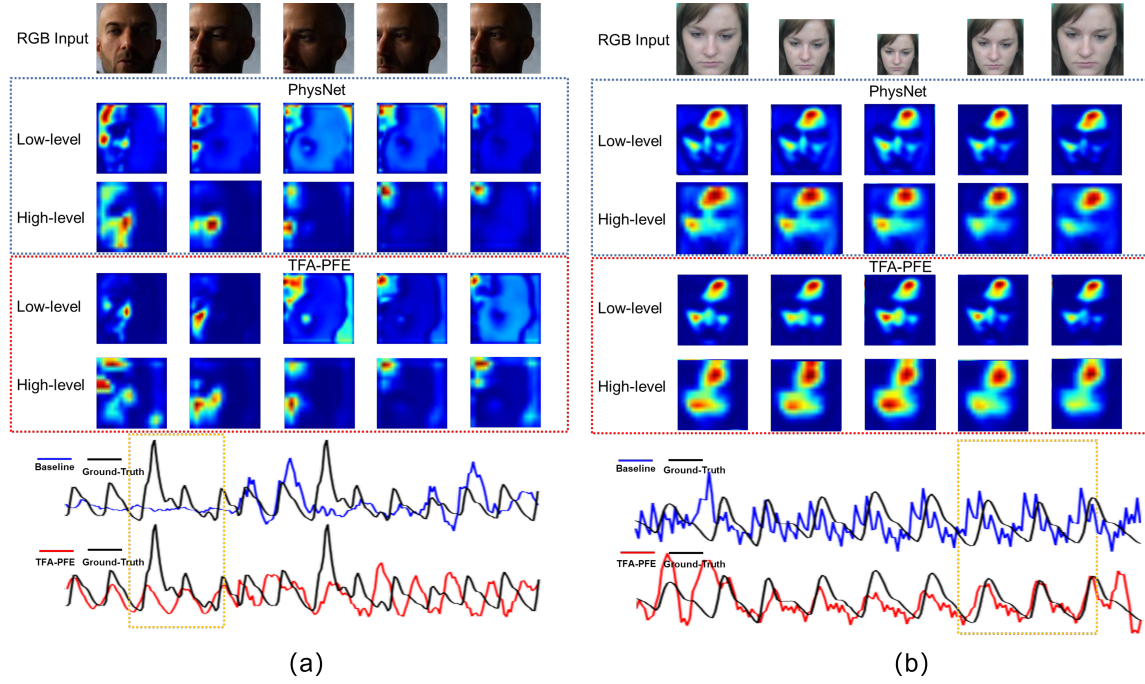 RGB Input
PhysNet
Low-level
High-level
TFA-PFE
Low-level
High-level
Baseline Ground-Truth
TFA-PFE Ground-Truth
(a)
RGB Input
PhysNet
Low-level
High-level
TFA-PFE
Low-level
High-level
Baseline Ground-Truth
TFA-PFE Ground-Truth
(b)